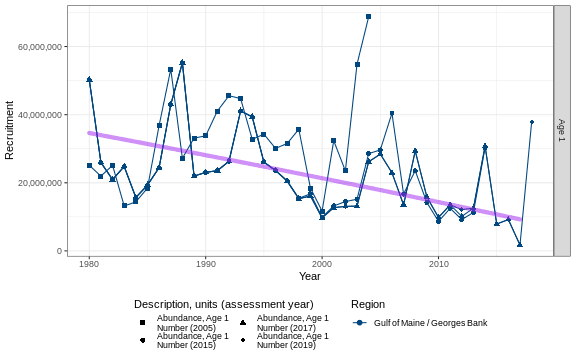 60,000,000
40,000,000
20,000,000
0
Recruitment
Age 1
1980
1990
2000
2010
Year
Description, units (assessment year)
Abundance, Age 1
Number (2005)
Abundance, Age 1
Number (2015)
Abundance, Age 1
Number (2017)
Abundance, Age 1
Number (2019)
Region
Gulf of Maine / Georges Bank